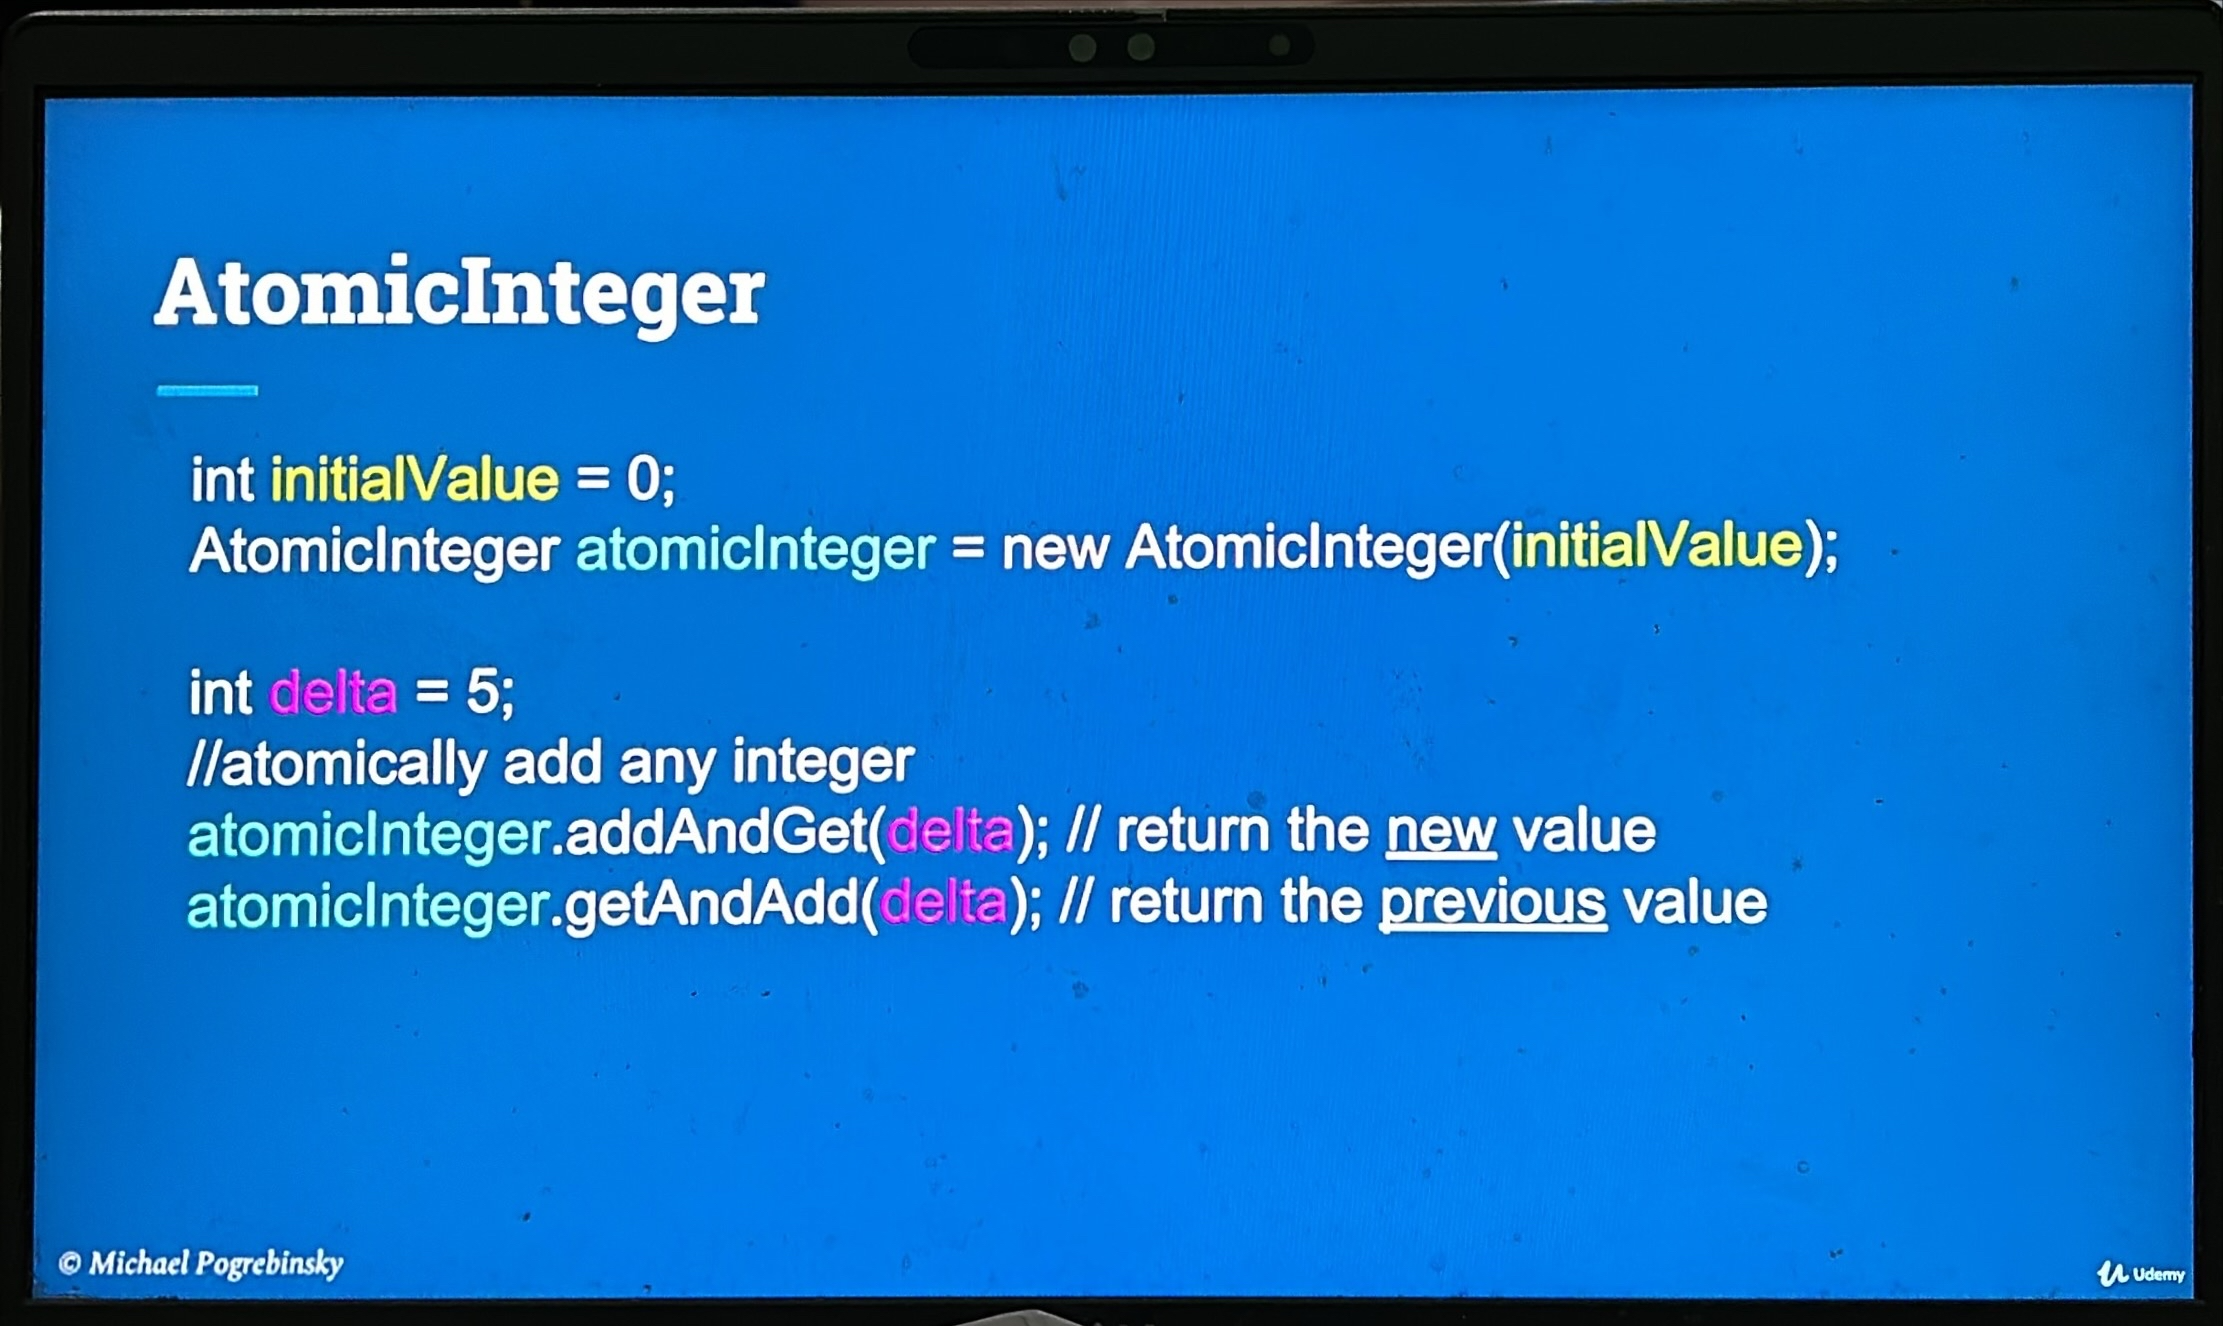 AtomicInteger
int initialValue = 0;
AtomicInteger atomicInteger = new AtomicInteger(initialValue);
int delta = 5;
//atomically add any integer
atomicInteger.addAndGet(delta); // return the new value
atomicInteger.getAndAdd(delta); // return the previous value
© Michael Pogrebinsky
Udemy